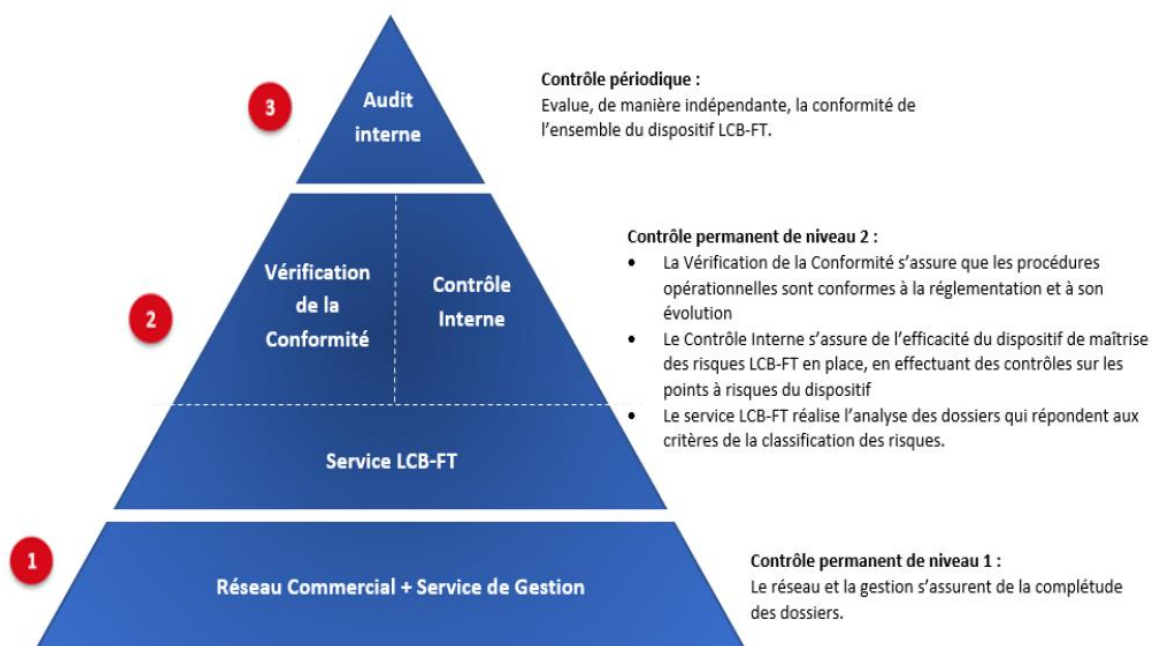 3
Audit
interne
Contrôle périodique :
Evalue, de manière indépendante, la conformité de
l’ensemble du dispositif LCB-FT.
2
Vérification
de la
Conformité
Contrôle
Interne
Service LCB-FT
Contrôle permanent de niveau 2 :
• La Vérification de la Conformité s’assure que les procédures
opérationnelles sont conformes à la réglementation et à son
évolution
• Le Contrôle Interne s’assure de l’efficacité du dispositif de maîtrise
des risques LCB-FT en place, en effectuant des contrôles sur les
points à risques du dispositif
• Le service LCB-FT réalise l’analyse des dossiers qui répondent aux
critères de la classification des risques.
1
Réseau Commercial + Service de Gestion
Contrôle permanent de niveau 1 :
Le réseau et la gestion s’assurent de la complétude
des dossiers.